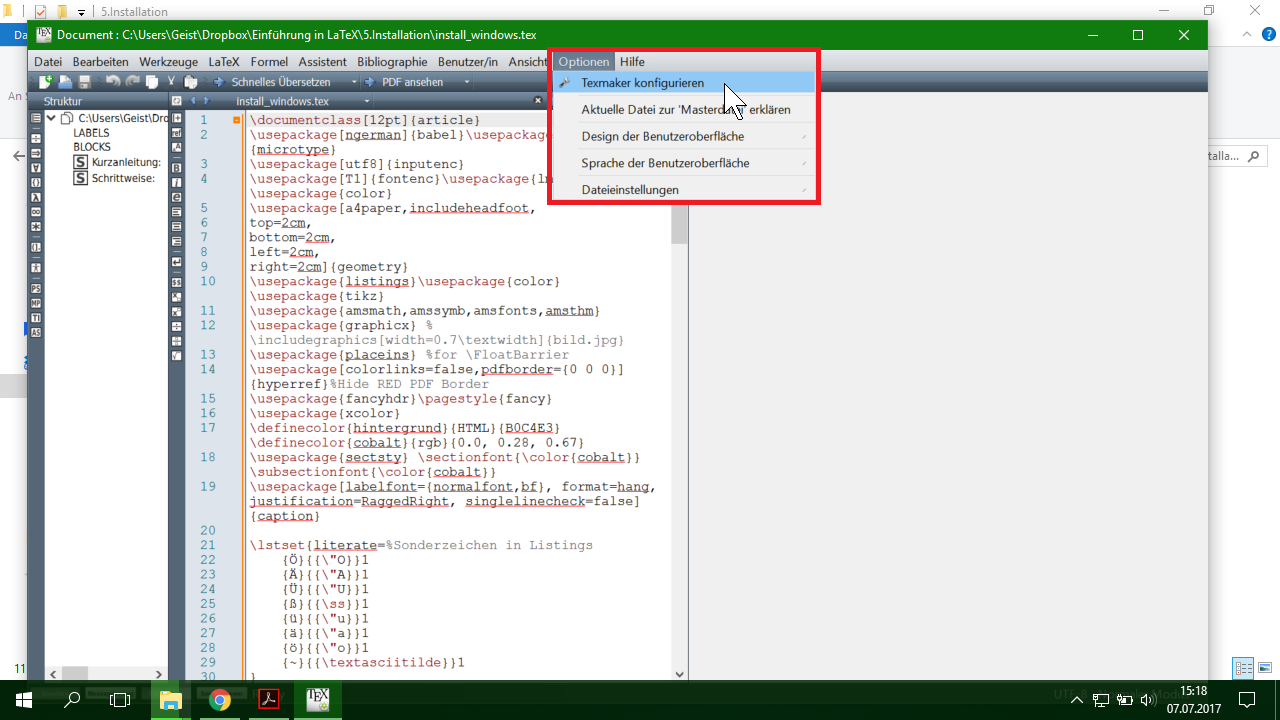 5.Installation
Da
Document : C:\Users\Geist\Dropbox\Einführung in LaTeX\5.Installation\install_windows.tex
Datei Bearbeiten Werkzeuge LaTeX Formel Assistent Bibliographie Benutzer/in Ansicht Optionen Hilfe
Schnelles Übersetzen PDF ansehen
Texmaker konfigurieren
Aktuelle Datei zur 'Masterdatei' erklären
Design der Benutzeroberfläche
Sprache der Benutzeroberfläche
Dateieinstellungen
An S
Struktur
install_windows.tex
C:\Users\Geist\Dro
LABELS
BLOCKS
Kurzanleitung:
Schrittweise:
1 \documentclass[12pt]{article}
2 \usepackage[ngerman]{babel}\usepackage
{microtype}
3 \usepackage[utf8]{inputenc}
4 \usepackage[T1]{fontenc}\usepackage{lm
\usepackage{color}
5 \usepackage[a4paper,includeheadfoot,
6 top=2cm,
7 bottom=2cm,
8 left=2cm,
9 right=2cm]{geometry}
10 \usepackage{listings}\usepackage{color}
\usepackage{tikz}
11 \usepackage{amsmath,amssymb,amsfonts,amsthm}
12 \usepackage{graphicx} %
\includegraphics[width=0.7\textwidth]{bild.jpg}
13 \usepackage{placeins} %for \FloatBarrier
14 \usepackage[colorlinks=false,pdfborder={0 0 0}]
{hyperref}%Hide RED PDF Border
15 \usepackage{fancyhdr}\pagestyle{fancy}
16 \usepackage{xcolor}
17 \definecolor{hintergrund}{HTML}{B0C4E3}
\definecolor{cobalt}{rgb}{0.0, 0.28, 0.67}
18 \usepackage{sectsty} \sectionfont{\color{cobalt}}
\subsectionfont{\color{cobalt}}
19 \usepackage[labelfont={normalfont,bf}, format=hang,
justification=RaggedRight, singlelinecheck=false]
{caption}
20
21 \lstset{literate=%Sonderzeichen in Listings
22 {Ö}{{\"O}}1
23 {Ä}{{\"A}}1
24 {Ü}{{\"U}}1
25 {ß}{{\ss}}1
26 {ü}{{\"u}}1
27 {ä}{{\"a}}1
28 {ö}{{\"o}}1
29 {~}{{\textasciitilde}}1
30 }
talla...
11
15:18
07.07.2017